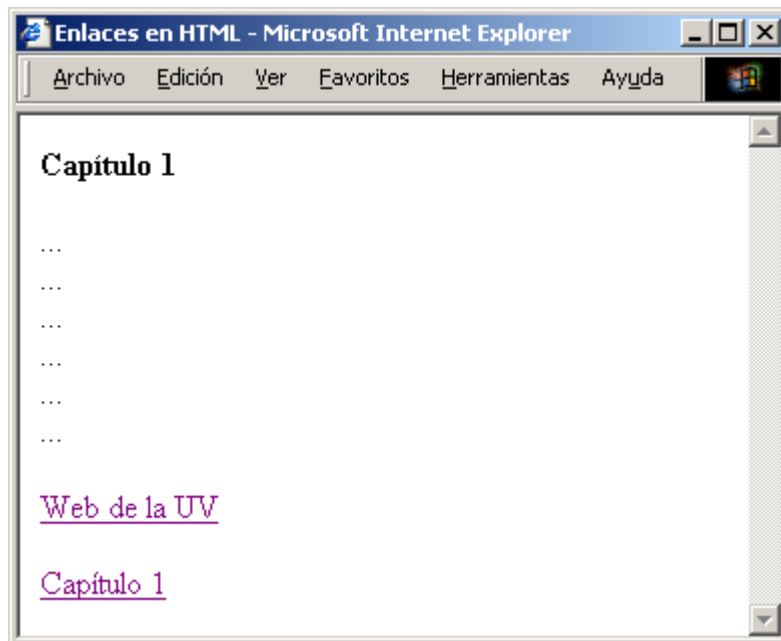 Enlaces en HTML - Microsoft Internet Explorer
Archivo Edición Ver Favoritos Herramientas Ayuda
Capítulo 1
...
...
...
...
...
...
Web de la UV
Capítulo 1